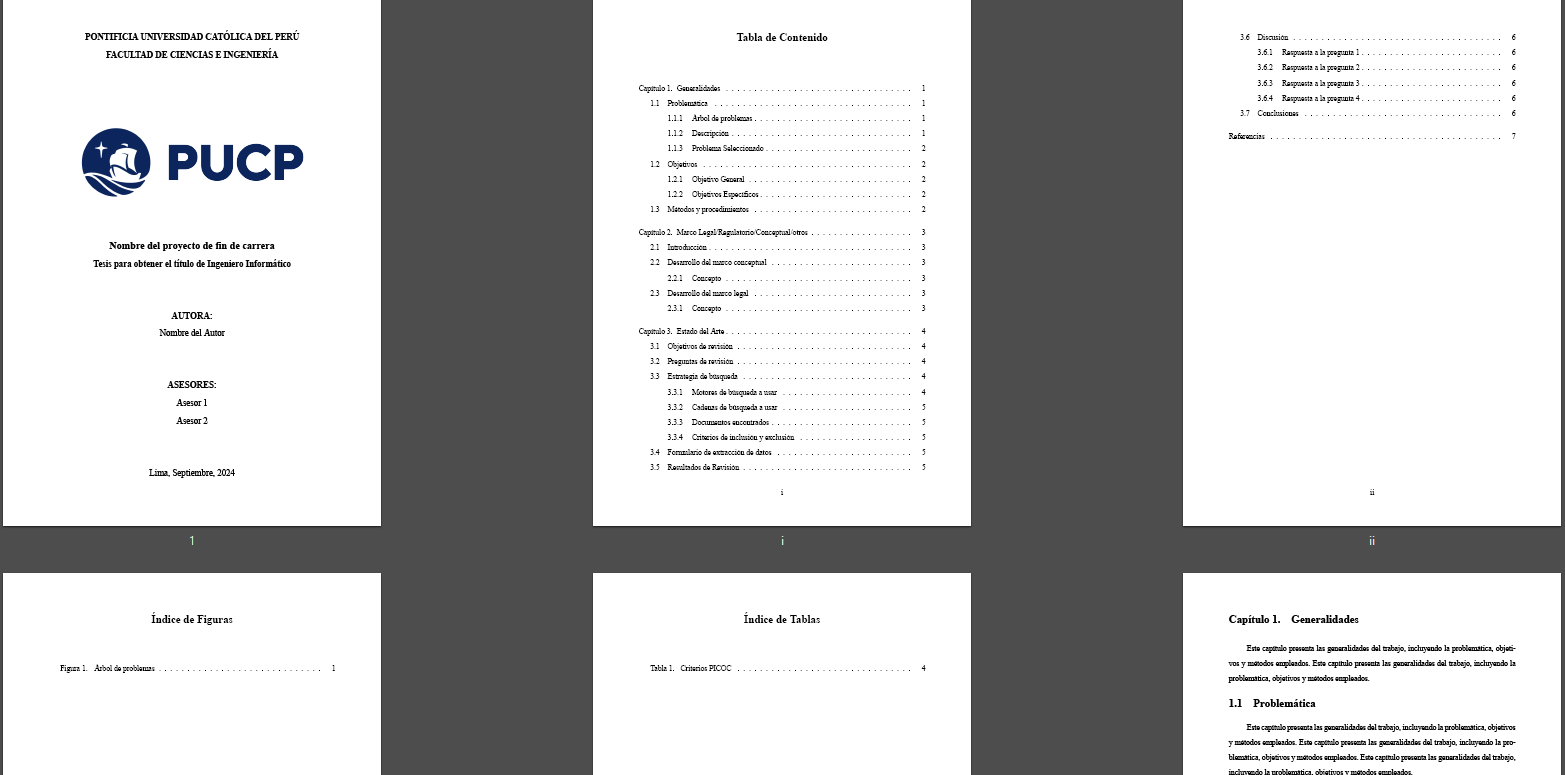 PONTIFICIA UNIVERSIDAD CATÓLICA DEL PERÚ
FACULTAD DE CIENCIAS E INGENIERÍA
PUCP
Nombre del proyecto de fin de carrera
Tesis para obtener el título de Ingeniero Informático
AUTORA:
Nombre del Autor
ASESORES:
Asesor 1
Asesor 2
Lima, Septiembre, 2024
1
Tabla de Contenido
Capítulo 1. Generalidades . . . . 1
1.1 Problemática . . . . 1
1.1.1 Árbol de problemas . . . . 1
1.1.2 Descripción . . . . 1
1.1.3 Problema Seleccionado . . . . 2
1.2 Objetivos . . . . 2
1.2.1 Objetivo General . . . . 2
1.2.2 Objetivos Específicos . . . . 2
1.3 Métodos y procedimientos . . . . 2
Capítulo 2. Marco Legal/Regulatorio/Conceptual/otros . . . . 3
2.1 Introducción . . . . 3
2.2 Desarrollo del marco conceptual . . . . 3
2.2.1 Concepto . . . . 3
2.3 Desarrollo del marco legal . . . . 3
2.3.1 Concepto . . . . 3
Capítulo 3. Estado del Arte . . . . 4
3.1 Objetivos de revisión . . . . 4
3.2 Preguntas de revisión . . . . 4
3.3 Estrategia de búsqueda . . . . 4
3.3.1 Motores de búsqueda a usar . . . . 4
3.3.2 Cadenas de búsqueda a usar . . . . 5
3.3.3 Documentos encontrados . . . . 5
3.3.4 Criterios de inclusión y exclusión . . . . 5
3.4 Formulario de extracción de datos . . . . 5
3.5 Resultados de Revisión . . . . 5
i
i
3.6 Discusión . . . . 6
3.6.1 Respuesta a la pregunta 1 . . . . 6
3.6.2 Respuesta a la pregunta 2 . . . . 6
3.6.3 Respuesta a la pregunta 3 . . . . 6
3.6.4 Respuesta a la pregunta 4 . . . . 6
3.7 Conclusiones . . . . 6
Referencias . . . . 7
ii
ii
Índice de Figuras
Figura 1. Árbol de problemas . . . . 1
Índice de Tablas
Tabla 1. Criterios PICOC . . . . 4
Capítulo 1. Generalidades
Este capítulo presenta las generalidades del trabajo, incluyendo la problemática, objeti-
vos y métodos empleados. Este capítulo presenta las generalidades del trabajo, incluyendo la
problemática, objetivos y métodos empleados.
1.1 Problemática
Este capítulo presenta las generalidades del trabajo, incluyendo la problemática, objetivos
y métodos empleados. Este capítulo presenta las generalidades del trabajo, incluyendo la pro-
blemática, objetivos y métodos empleados. Este capítulo presenta las generalidades del trabajo,
incluyendo la problemática, objetivos y métodos empleados.